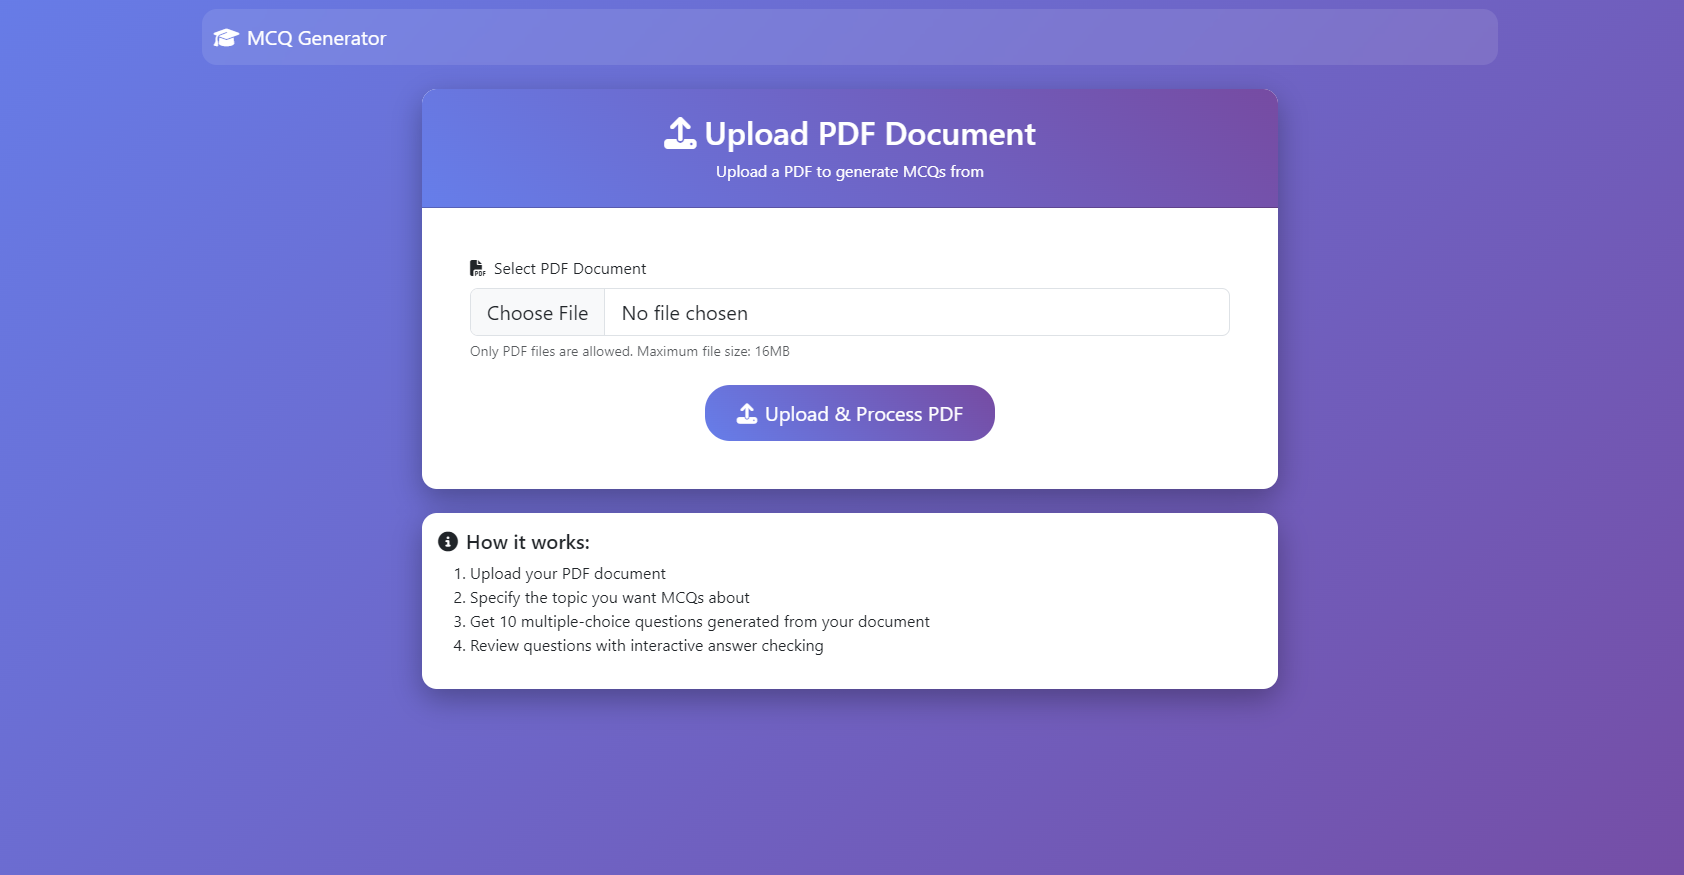 MCQ Generator
Upload PDF Document
Upload a PDF to generate MCQs from
Select PDF Document
Choose File No file chosen
Only PDF files are allowed. Maximum file size: 16MB
Upload & Process PDF
How it works:
1. Upload your PDF document
2. Specify the topic you want MCQs about
3. Get 10 multiple-choice questions generated from your document
4. Review questions with interactive answer checking